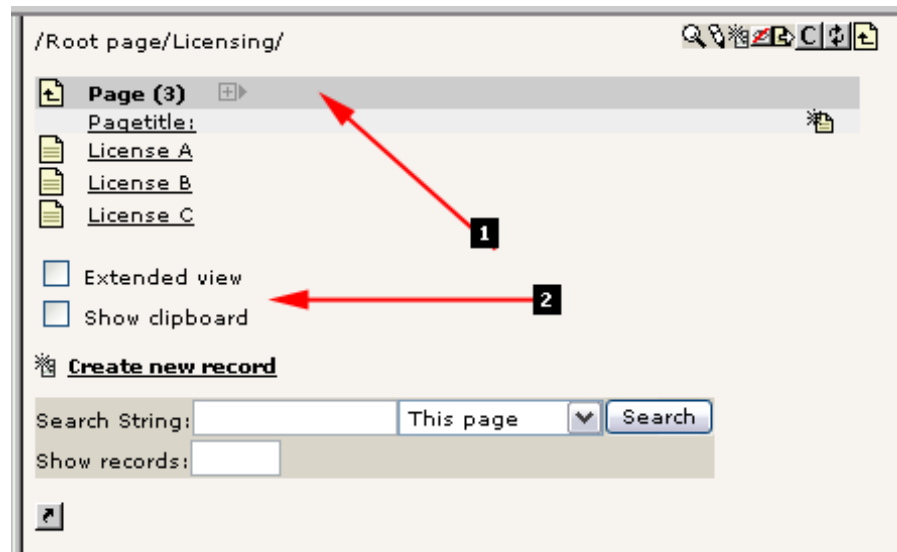 /Root page/Licensing/ C
Page (3)
Pagetitle:
License A
License B
License C
1
Extended view
2
Show clipboard
Create new record
Search String: This page Search
Show records: